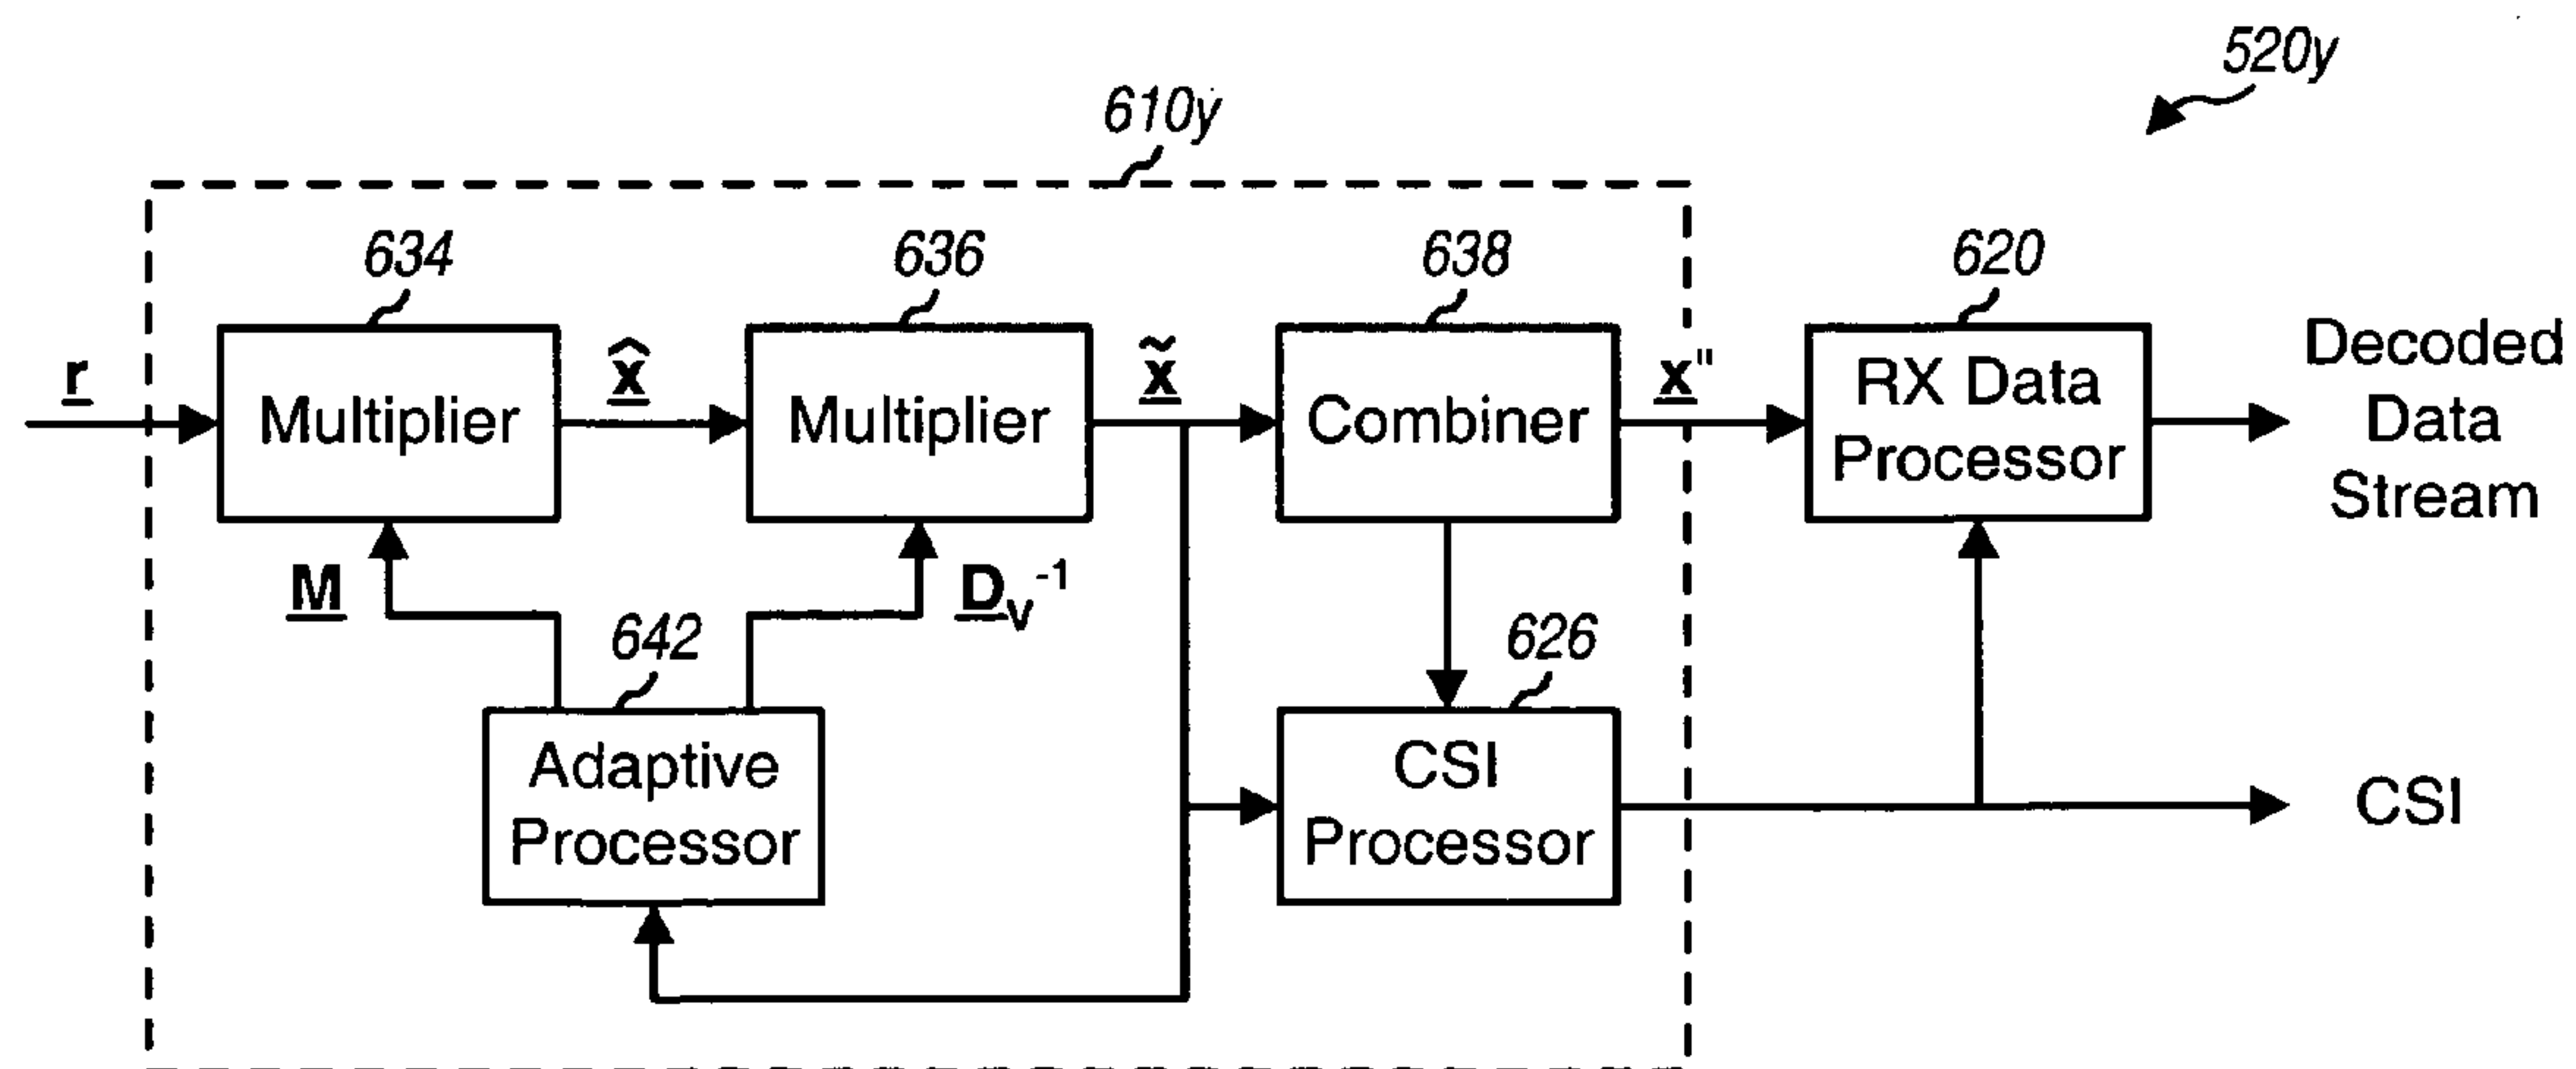 520y
610y
634
636
638
620
r
Multiplier
x̂
Multiplier
x̃
Combiner
x"
RX Data
Processor
Decoded
Data
Stream
M
Dv-1
642
626
Adaptive
Processor
CSI
Processor
CSI